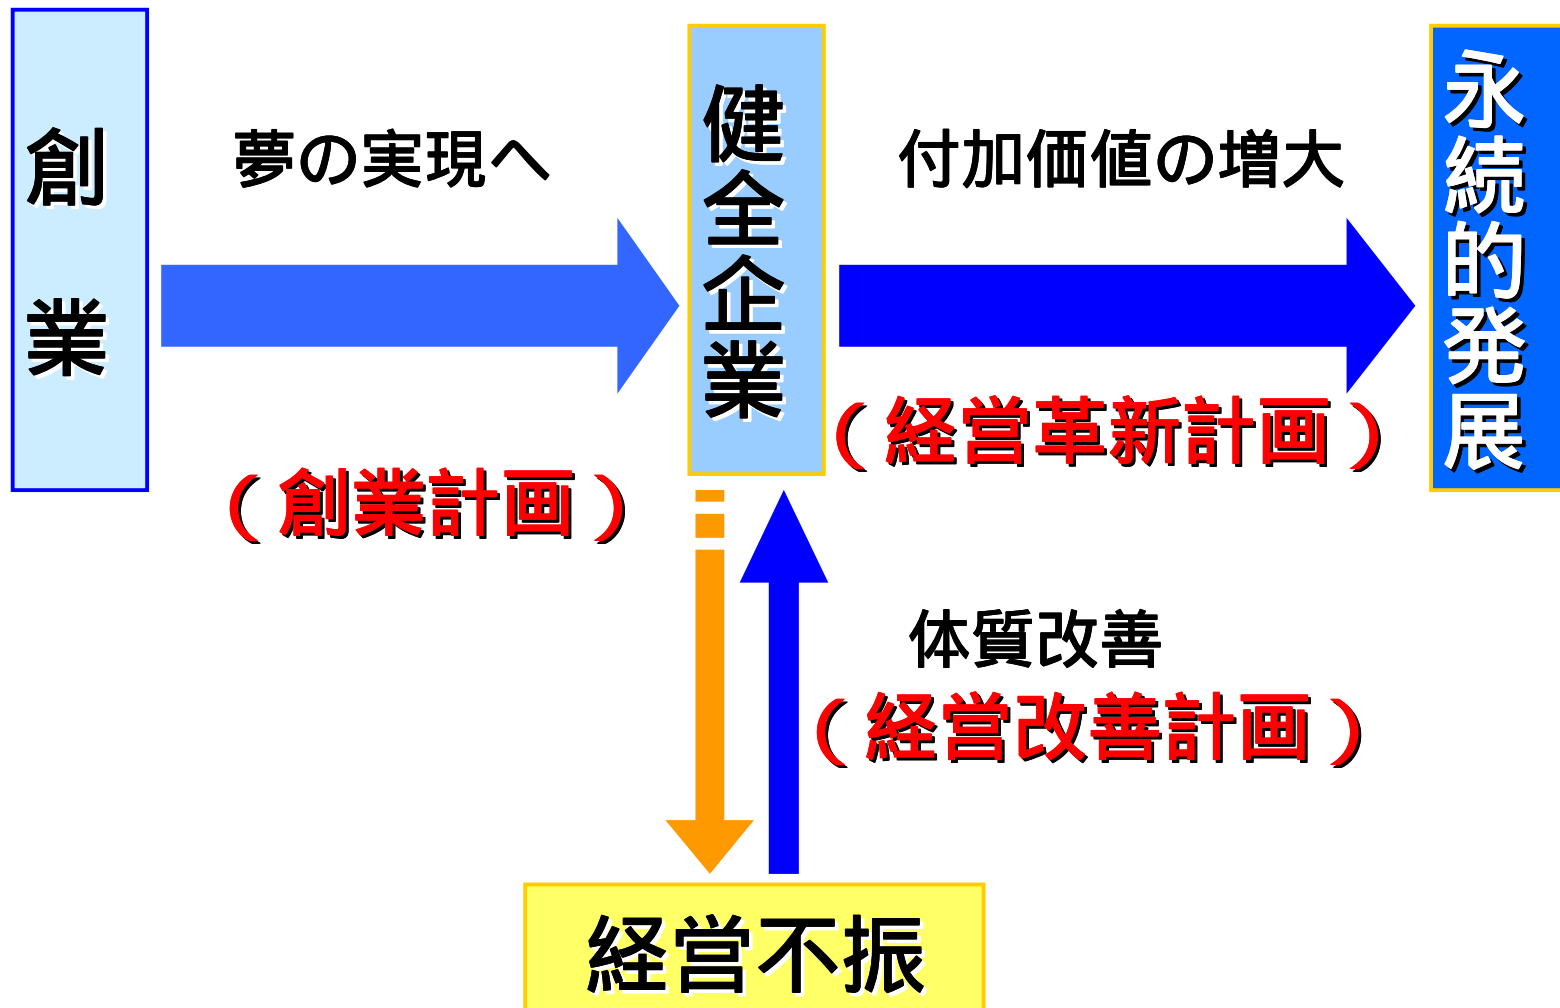 創業
夢の実現へ
(創業計画)
健全企業
付加価値の増大
(経営革新計画)
永続的発展
体質改善
(経営改善計画)
経営不振